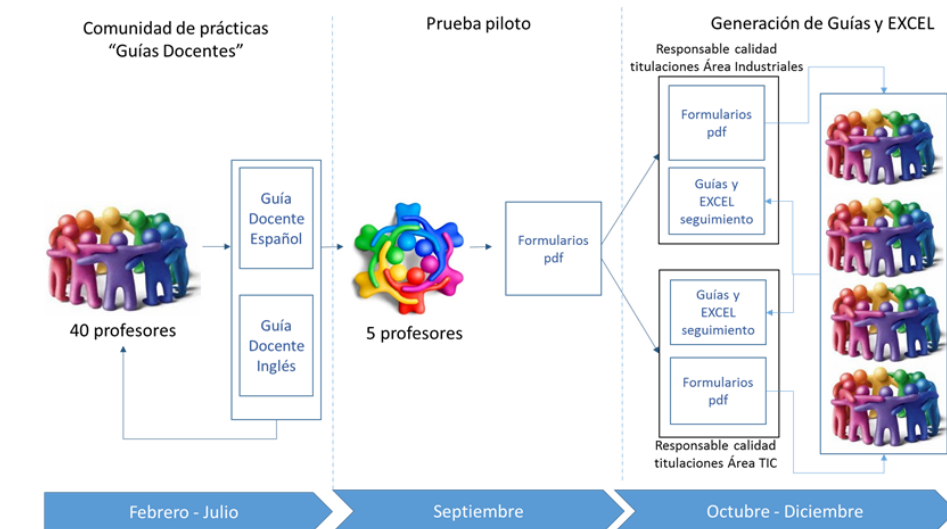 Comunidad de prácticas
“Guías Docentes”
Guía
Docente
Español
Guía
Docente
Inglés
40 profesores
Prueba piloto
5 profesores
Formularios
pdf
Generación de Guías y EXCEL
Responsable calidad
titulaciones Área Industriales
Formularios
pdf
Guías y
EXCEL
seguimiento
Guías y
EXCEL
seguimiento
Formularios
pdf
Responsable calidad
titulaciones Área TIC
Febrero - Julio
Septiembre
Octubre - Diciembre